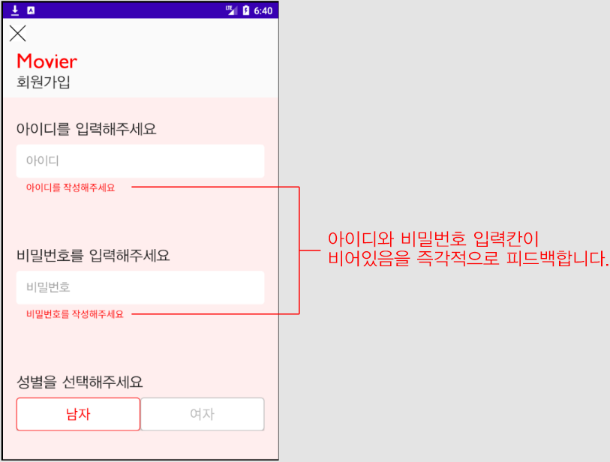 LTE 6:40
Movier
회원가입
아이디를 입력해주세요
아이디
아이디를 작성해주세요
아이디와 비밀번호 입력칸이
비어있음을 즉각적으로 피드백합니다.
비밀번호를 입력해주세요
비밀번호
비밀번호를 작성해주세요
성별을 선택해주세요
남자 여자